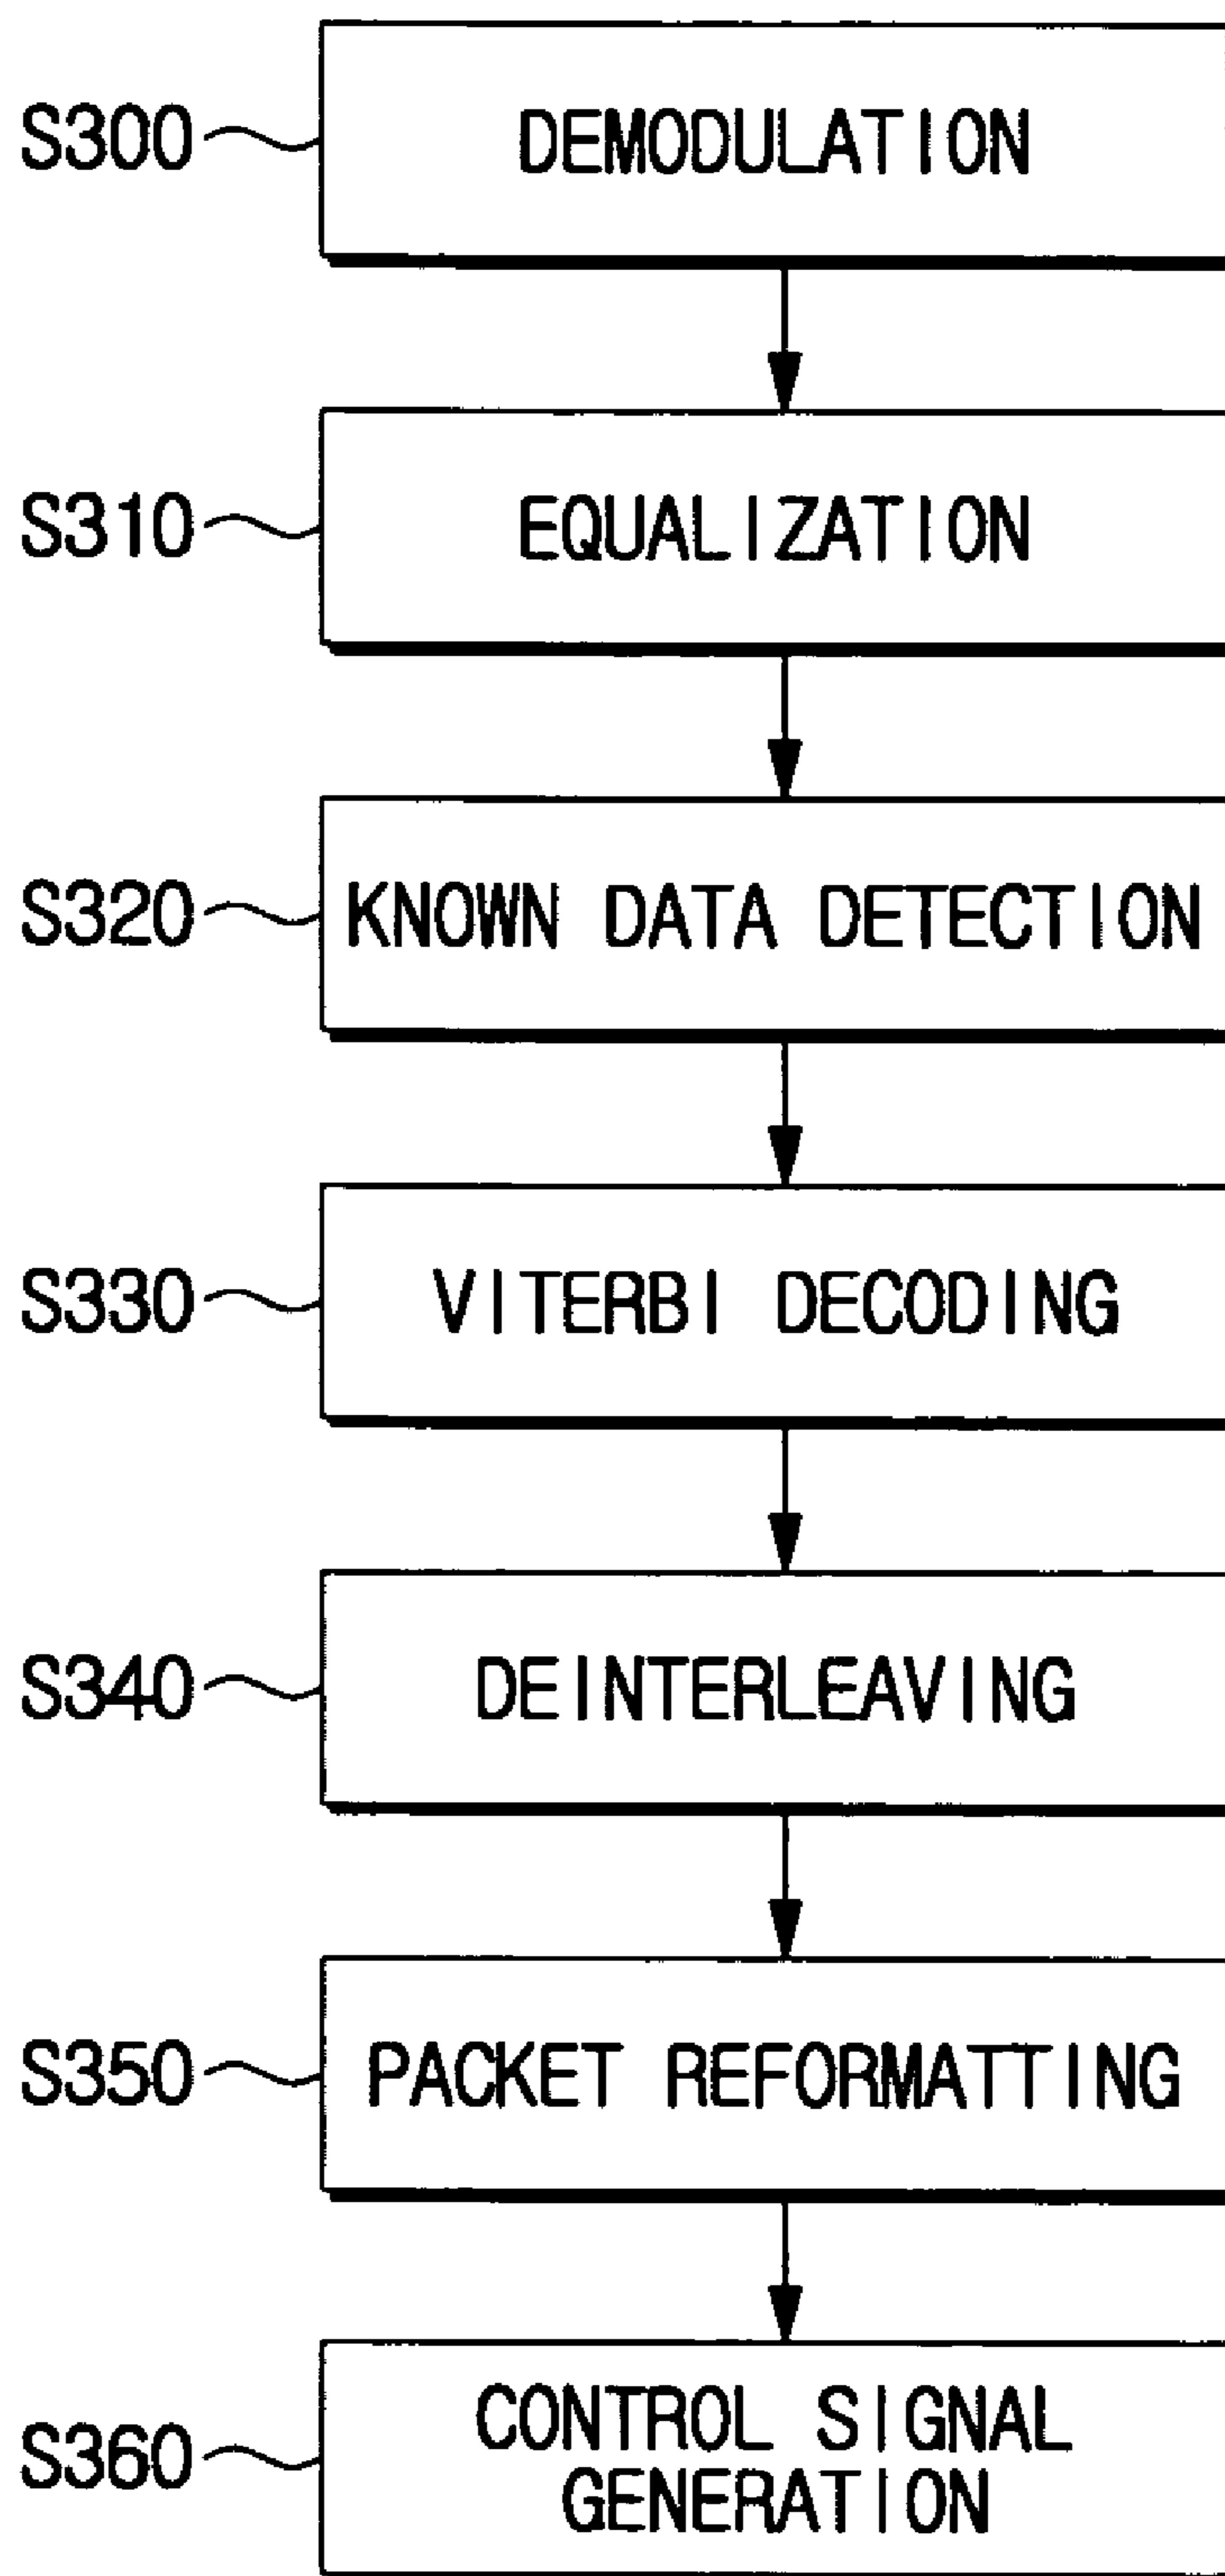 S300 DEMODULATION
S310 EQUALIZATION
S320 KNOWN DATA DETECTION
S330 VITERBI DECODING
S340 DEINTERLEAVING
S350 PACKET REFORMATTING
S360 CONTROL SIGNAL
GENERATION